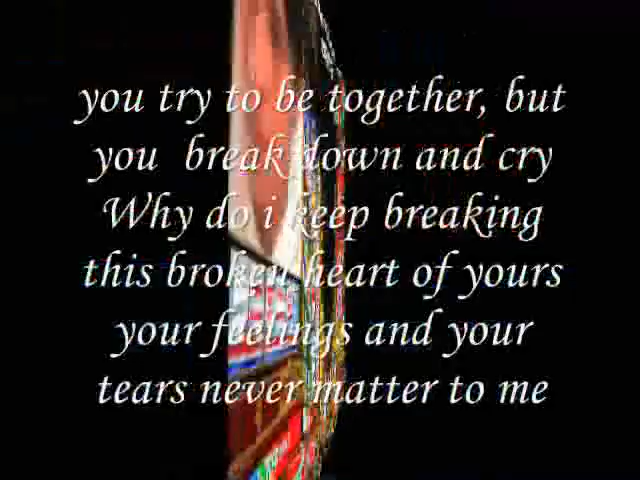 you try to be together, but
you break down and cry
Why do i keep breaking
this broken heart of yours
your feelings and your
tears never matter to me